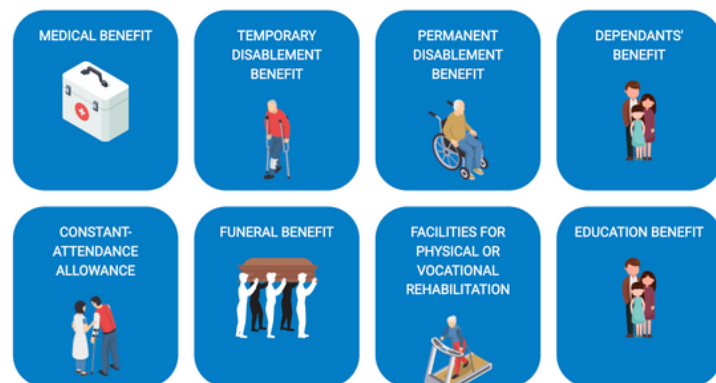 MEDICAL BENEFIT
TEMPORARY
DISABLEMENT
BENEFIT
PERMANENT
DISABLEMENT
BENEFIT
DEPENDANTS'
BENEFIT
CONSTANT-
ATTENDANCE
ALLOWANCE
FUNERAL BENEFIT
FACILITIES FOR
PHYSICAL OR
VOCATIONAL
REHABILITATION
EDUCATION BENEFIT